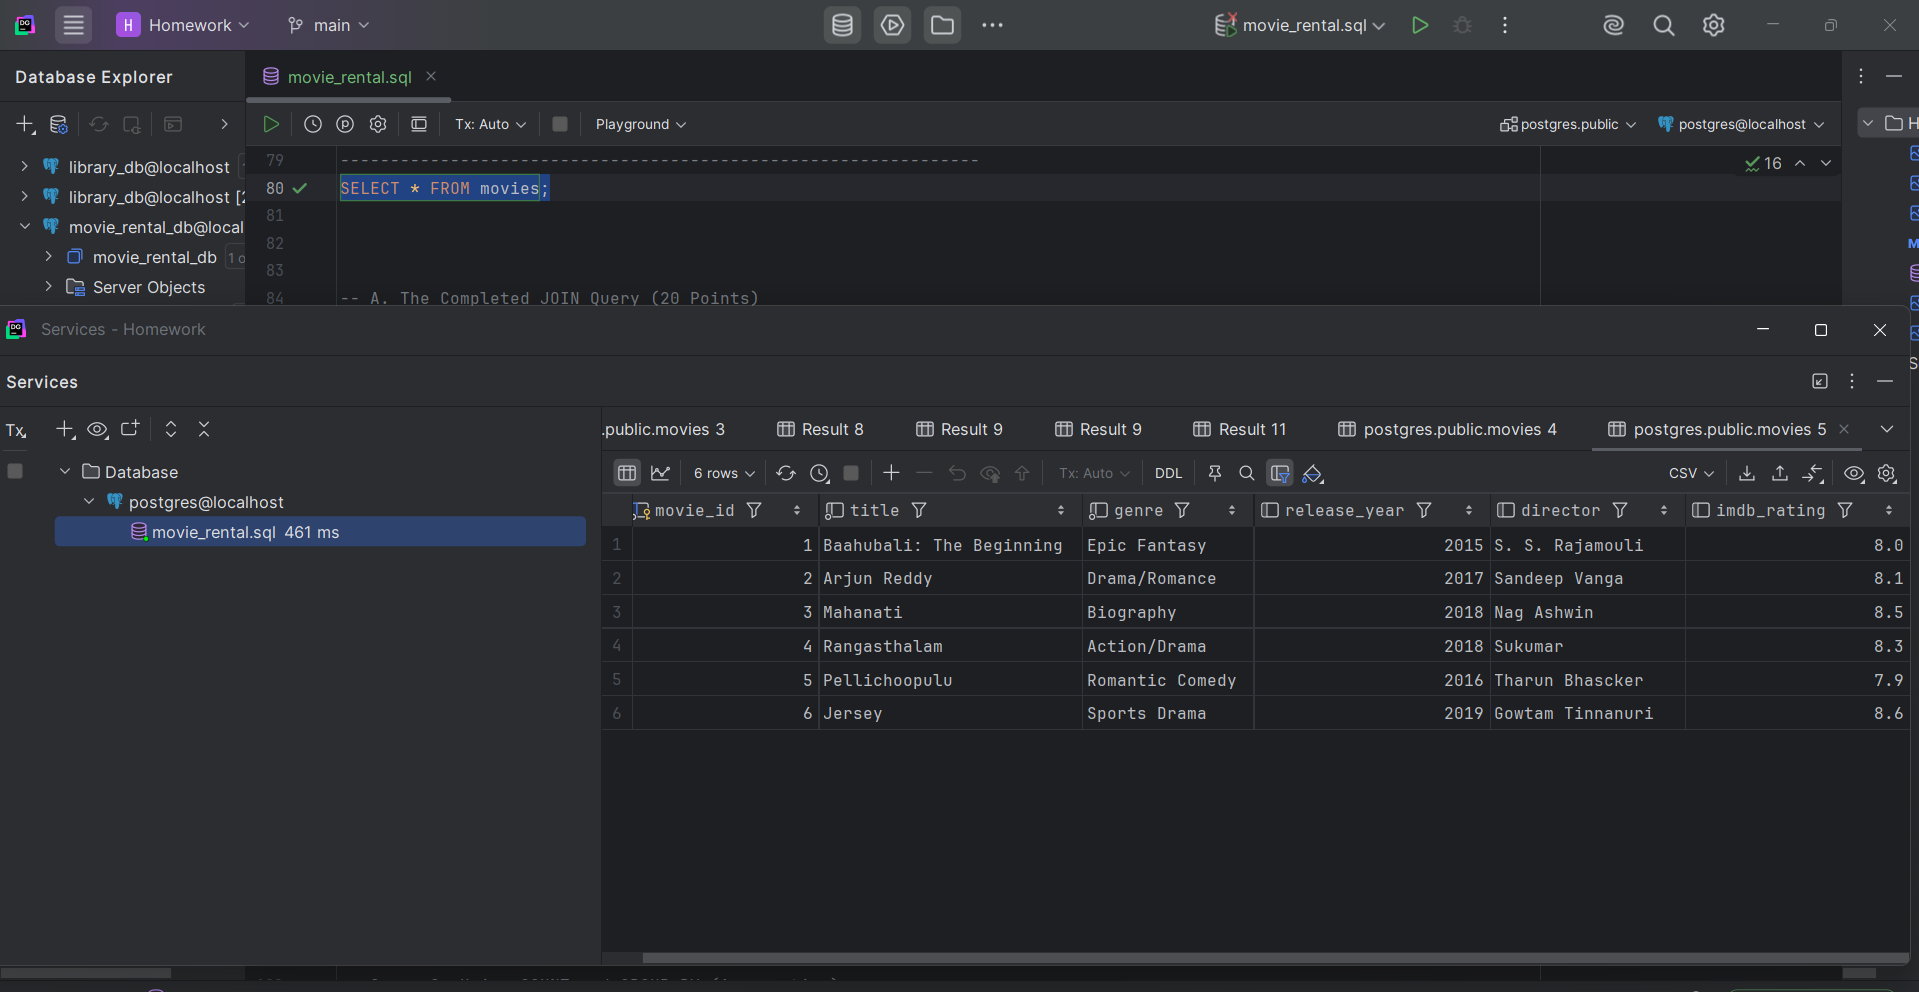 H Homework main movie_rental.sql
Database Explorer movie_rental.sql
Tx: Auto Playground postgres.public postgres@localhost
library_db@localhost
library_db@localhost [2
movie_rental_db@local
movie_rental_db 1 o
Server Objects
79 ----------------------------------------------------------------
80 SELECT * FROM movies;
81
82
83
84 -- A. The Completed JOIN Query (20 Points)
16
Services - Homework
Services
Tx
Database
postgres@localhost
movie_rental.sql 461 ms
.public.movies 3 Result 8 Result 9 Result 9 Result 11 postgres.public.movies 4 postgres.public.movies 5
6 rows Tx: Auto DDL CSV
movie_id title genre release_year director imdb_rating
1 1 Baahubali: The Beginning Epic Fantasy 2015 S. S. Rajamouli 8.0
2 2 Arjun Reddy Drama/Romance 2017 Sandeep Vanga 8.1
3 3 Mahanati Biography 2018 Nag Ashwin 8.5
4 4 Rangasthalam Action/Drama 2018 Sukumar 8.3
5 5 Pellichoopulu Romantic Comedy 2016 Tharun Bhascker 7.9
6 6 Jersey Sports Drama 2019 Gowtam Tinnanuri 8.6